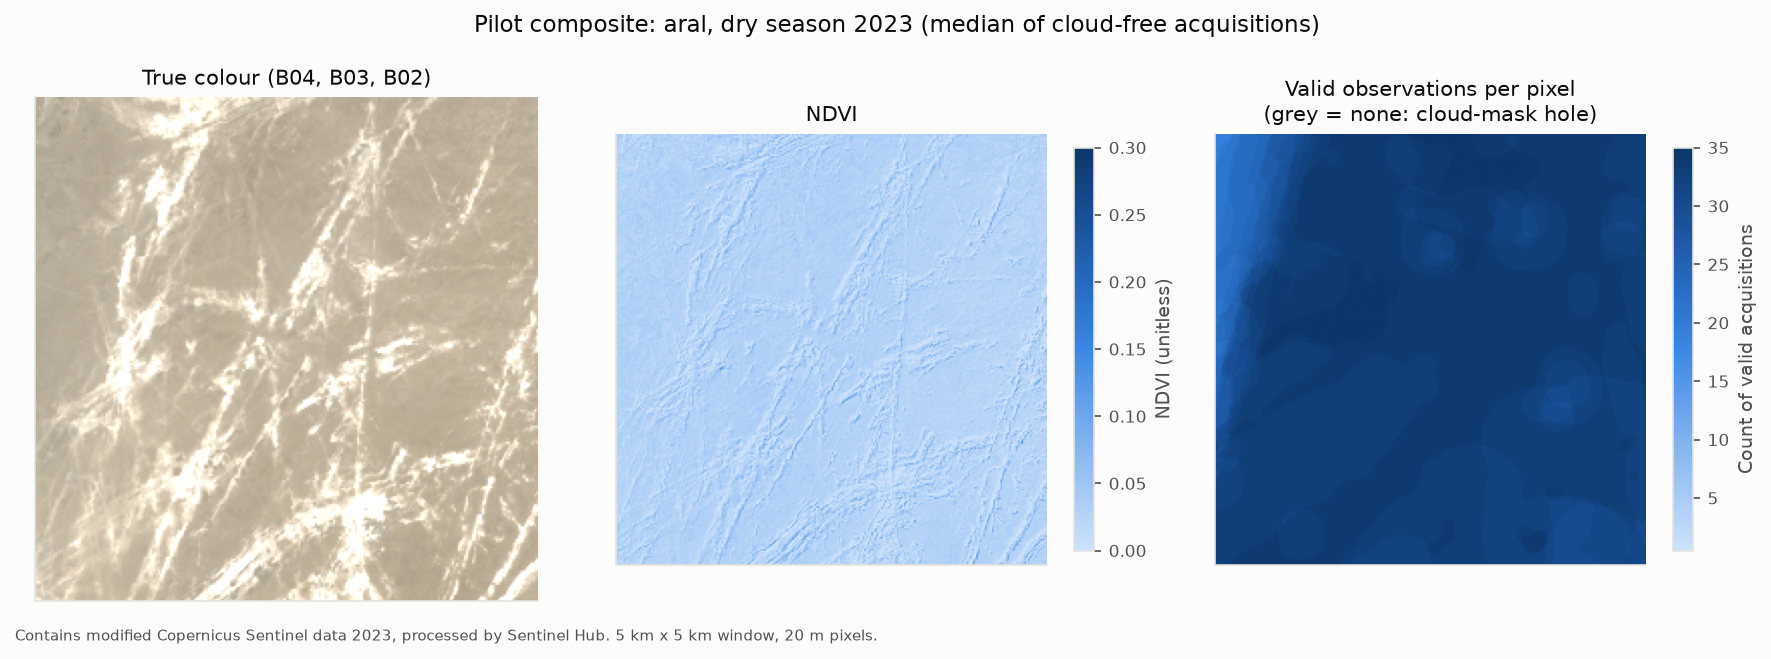 Pilot composite: aral, dry season 2023 (median of cloud-free acquisitions)
True colour (B04, B03, B02)
NDVI
0.30
0.25
0.20
0.15
0.10
0.05
0.00
NDVI (unitless)
Valid observations per pixel
(grey = none: cloud-mask hole)
35
30
25
20
15
10
5
Count of valid acquisitions
Contains modified Copernicus Sentinel data 2023, processed by Sentinel Hub. 5 km x 5 km window, 20 m pixels.